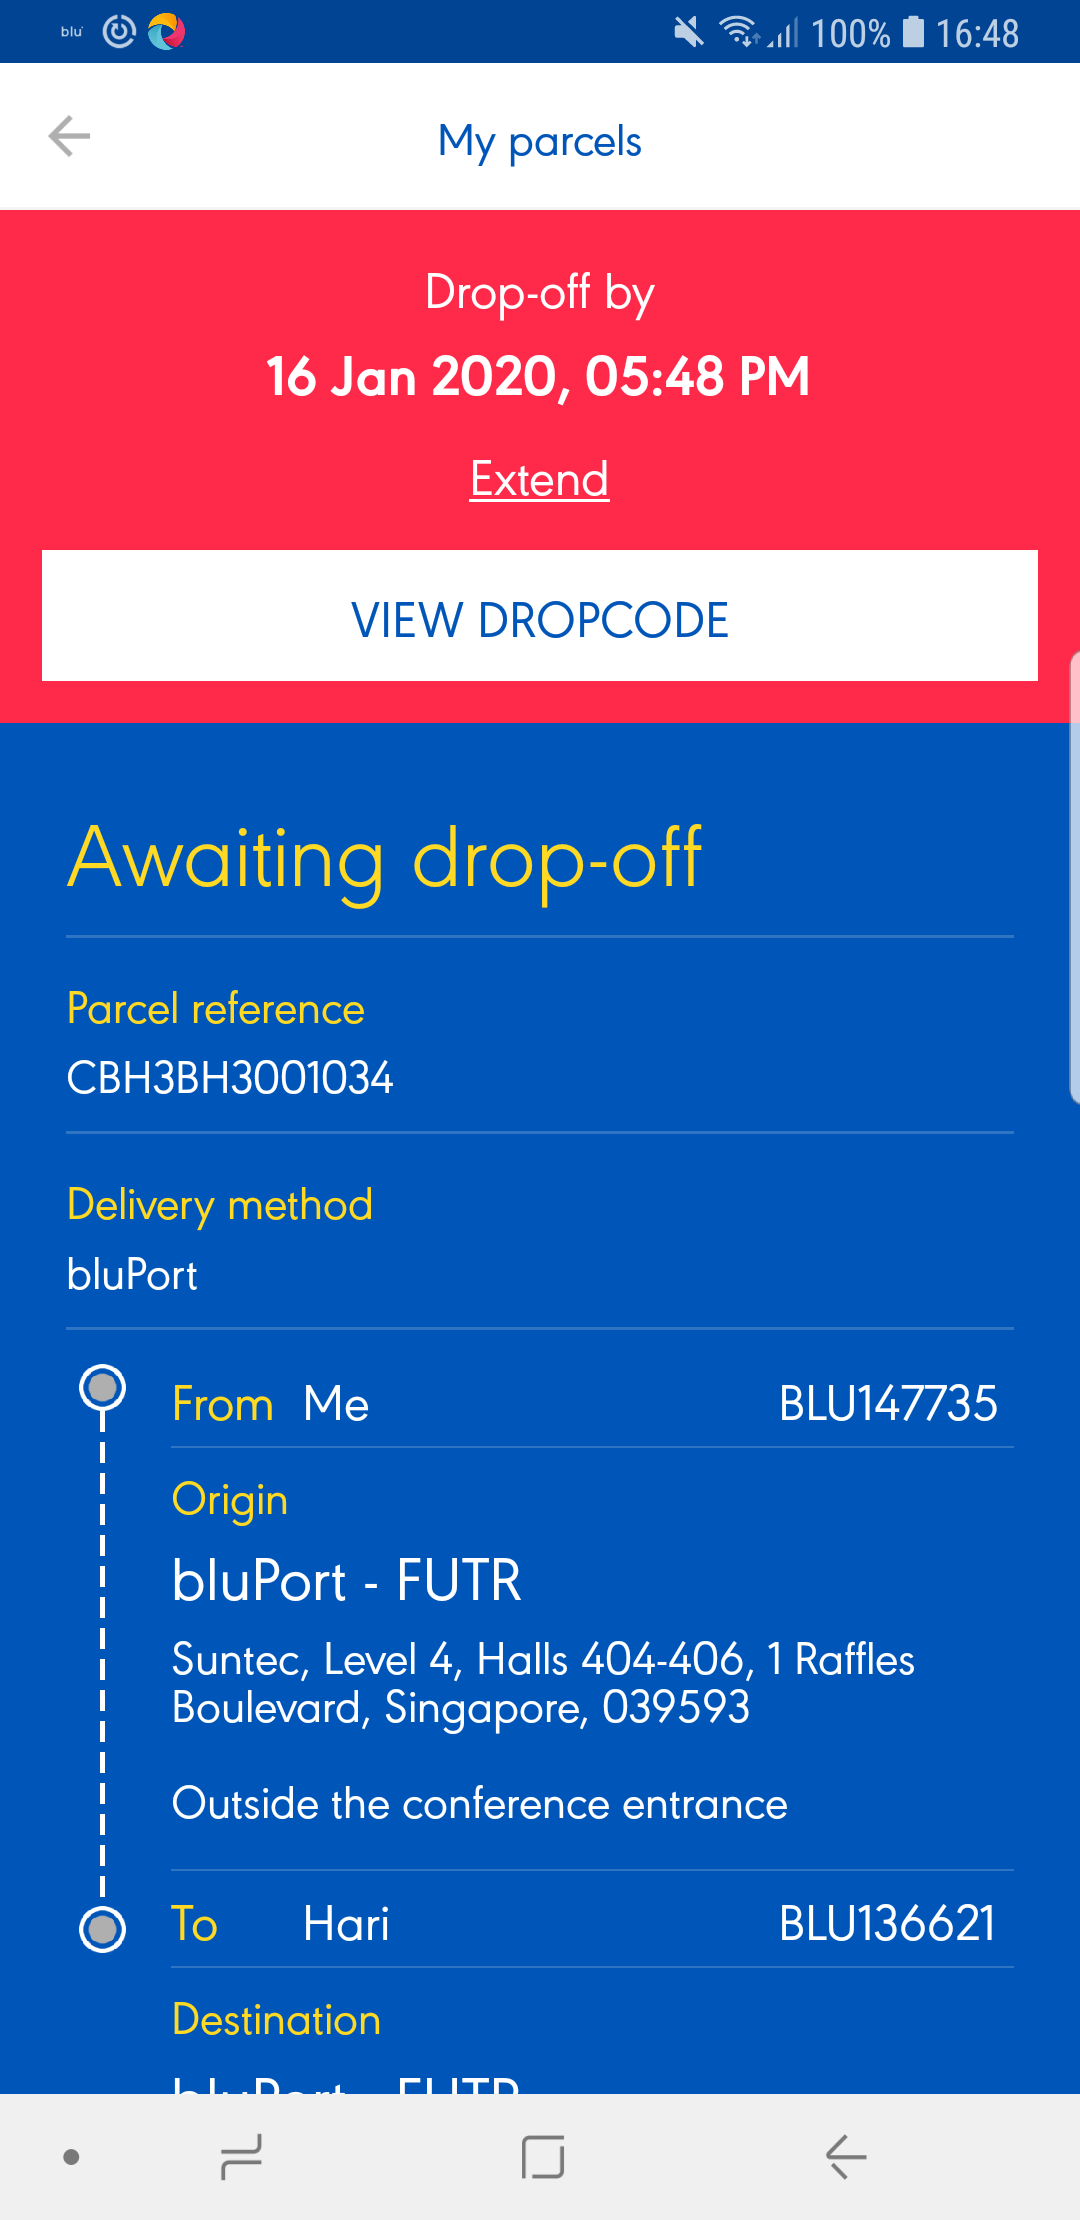 blu
100% 16:48
My parcels
Drop-off by
16 Jan 2020, 05:48 PM
Extend
VIEW DROPCODE
Awaiting drop-off
Parcel reference
CBH3BH3001034
Delivery method
bluPort
From Me BLU147735
Origin
bluPort - FUTR
Suntec, Level 4, Halls 404-406, 1 Raffles
Boulevard, Singapore, 039593
Outside the conference entrance
To Hari BLU136621
Destination
bluPort - FUTR